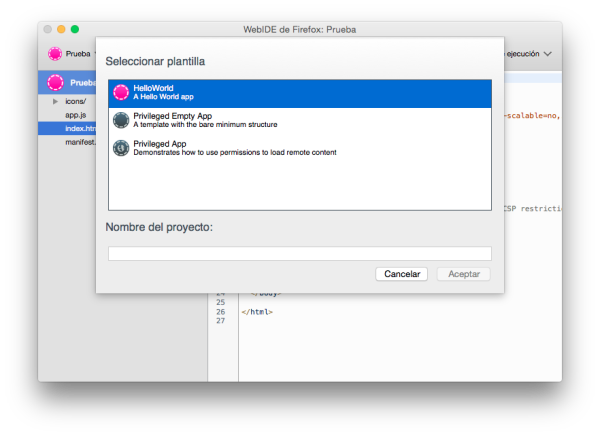 WebIDE de Firefox: Prueba
Prueba
ejecución
Seleccionar plantilla
Prueba
HelloWorld
A Hello World app
icons/
app.js
Privileged Empty App
A template with the bare minimum structure
-scalable=no,
index.htm
manifest.
Privileged App
Demonstrates how to use permissions to load remote content
CSP restricti
Nombre del proyecto:
Cancelar
Aceptar
24 </body>
25
26 </html>
27